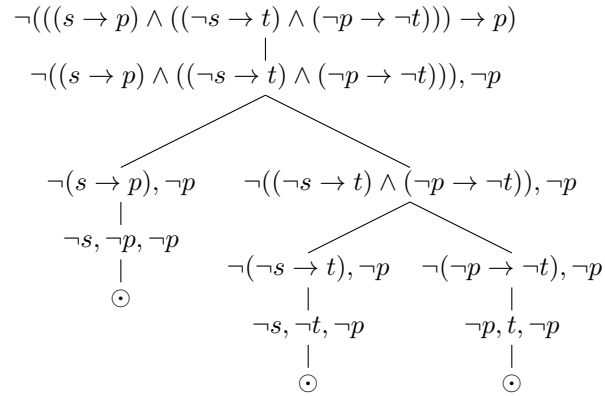 ¬(((s → p) ∧ ((¬s → t) ∧ (¬p → ¬t))) → p)
¬((s → p) ∧ ((¬s → t) ∧ (¬p → ¬t))), ¬p
¬(s → p), ¬p
¬((¬s → t) ∧ (¬p → ¬t)), ¬p
¬s, ¬p, ¬p
⊙
¬(¬s → t), ¬p
¬(¬p → ¬t), ¬p
¬s, ¬t, ¬p
¬p, t, ¬p
⊙
⊙